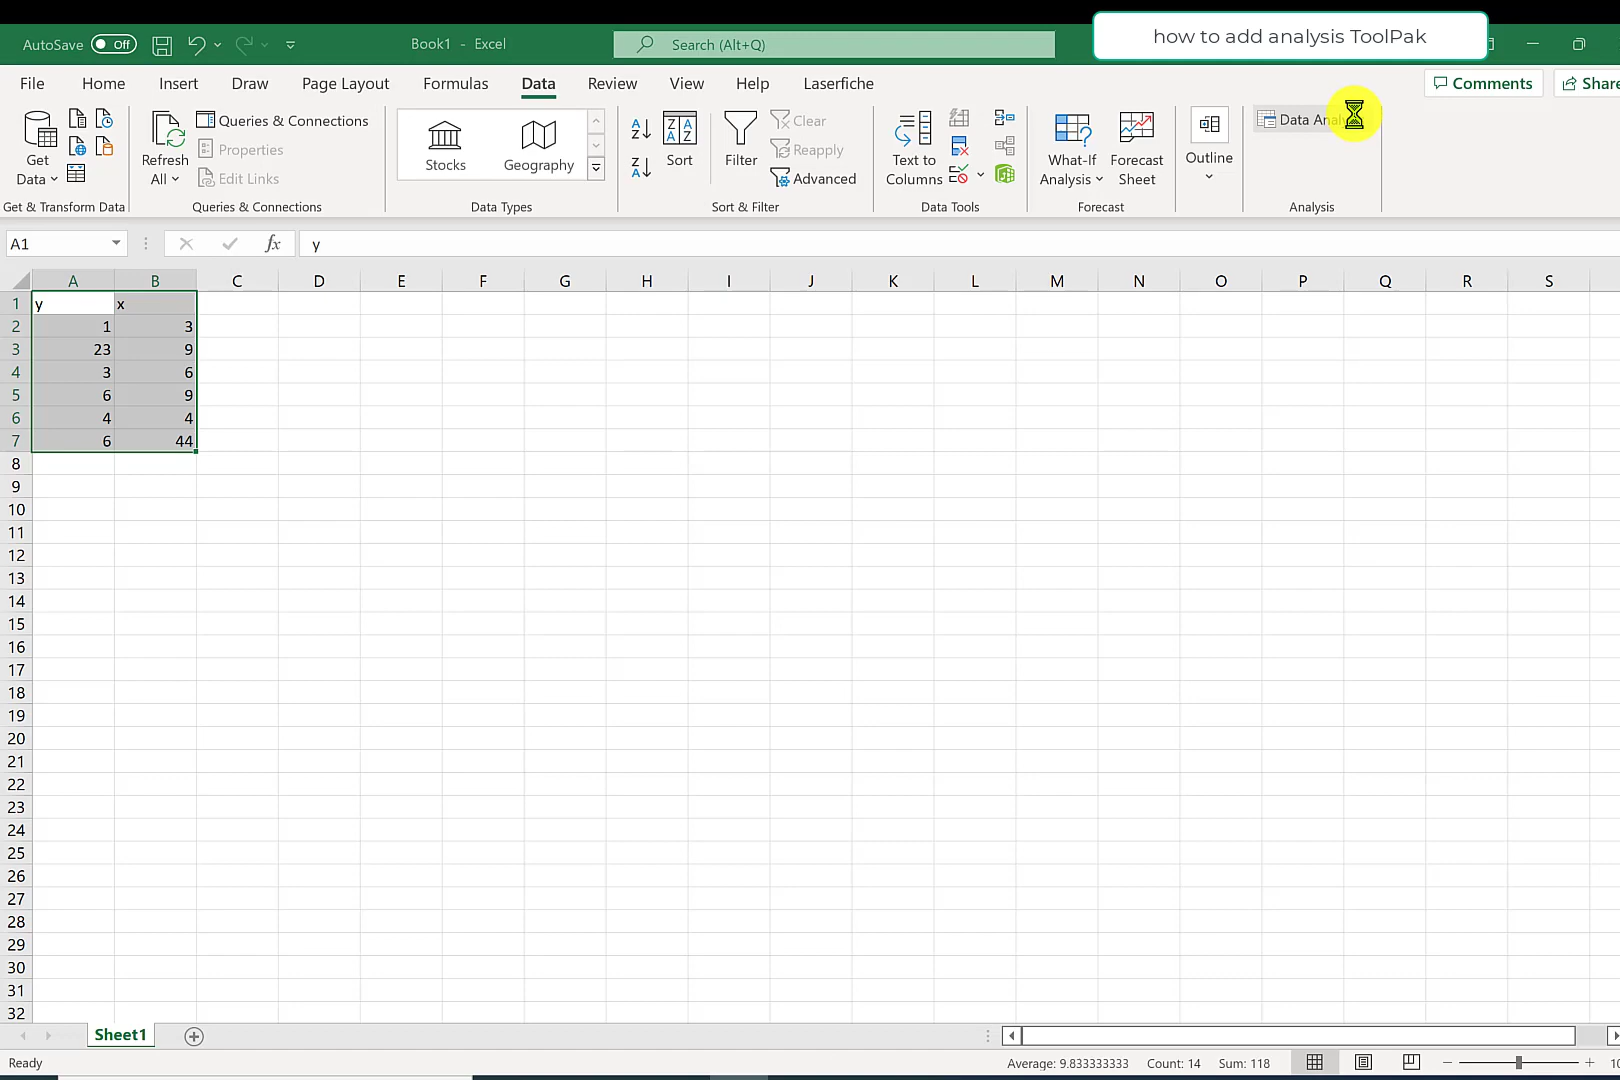 how to add analysis ToolPak
AutoSave Off Book1 - Excel Search (Alt+Q)
File Home Insert Draw Page Layout Formulas Data Review View Help Laserfiche Comments Share
Get Data
Refresh All
Queries & Connections
Properties
Edit Links
Stocks
Geography
Sort
Filter
Clear
Reapply
Advanced
Text to Columns
What-If Analysis
Forecast Sheet
Outline
Data
Get & Transform Data Queries & Connections Data Types Sort & Filter Data Tools Forecast Analysis
A1 fx y
A B C D E F G H I J K L M N O P Q R S
1 y x
2 1 3
3 23 9
4 3 6
5 6 9
6 4 4
7 6 44
8
9
10
11
12
13
14
15
16
17
18
19
20
21
22
23
24
25
26
27
28
29
30
31
32
Sheet1
Ready Average: 9.833333333 Count: 14 Sum: 118